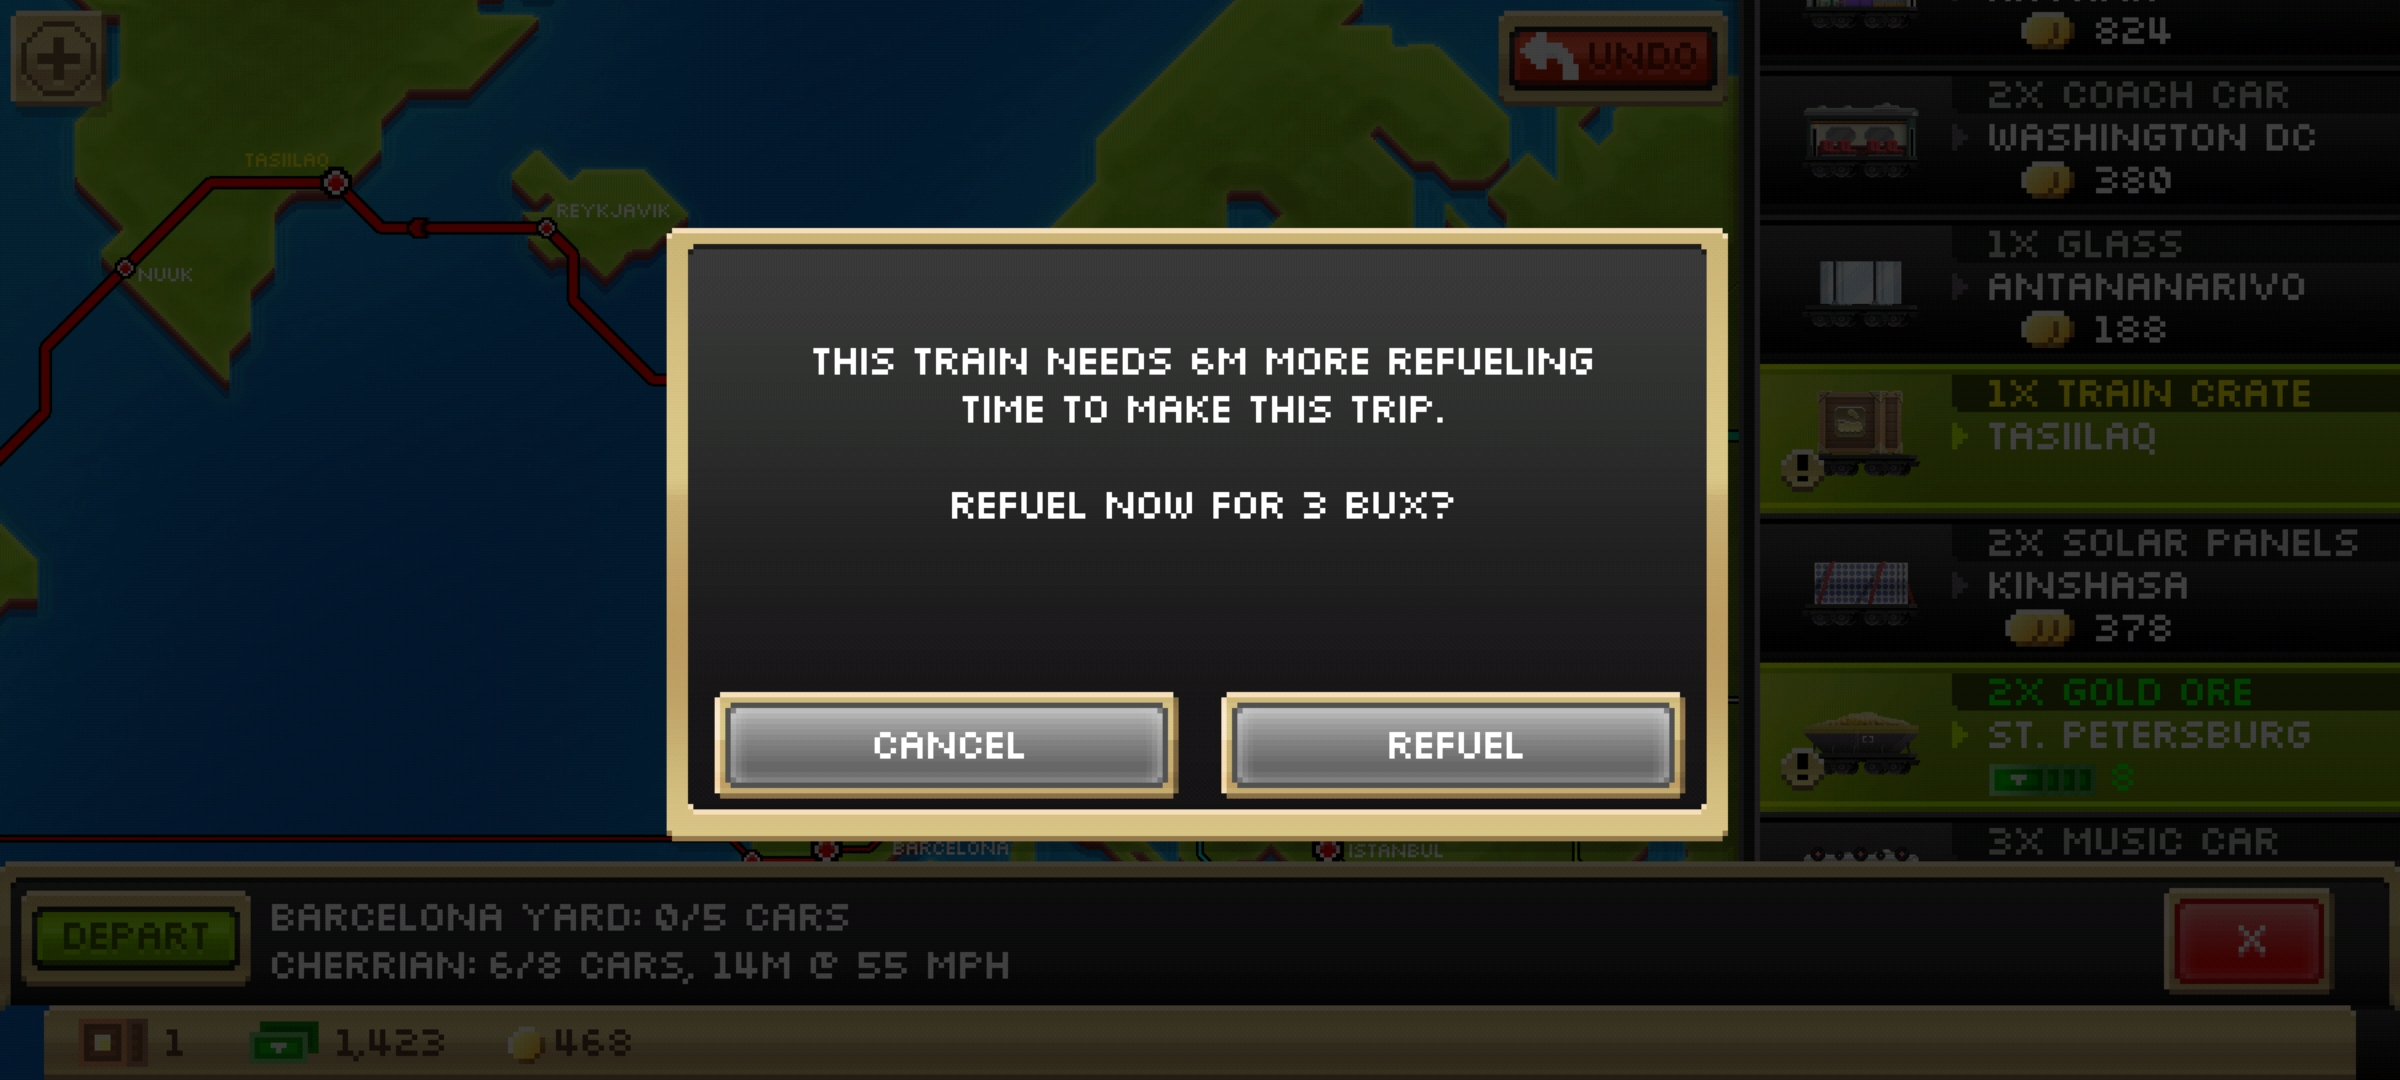 UNDO
TASIILAQ
REYKJAVIK
NUUK
THIS TRAIN NEEDS 6M MORE REFUELING
TIME TO MAKE THIS TRIP.
REFUEL NOW FOR 3 BUX?
CANCEL
REFUEL
824
2X COACH CAR
WASHINGTON DC
380
1X GLASS
ANTANANARIVO
188
1X TRAIN CRATE
TASIILAQ
2X SOLAR PANELS
KINSHASA
378
2X GOLD ORE
ST. PETERSBURG
8
3X MUSIC CAR
BARCELONA
ISTANBUL
DEPART
BARCELONA YARD: 0/5 CARS
CHERRIAN: 6/8 CARS, 14M @ 55 MPH
X
1
1,423
468